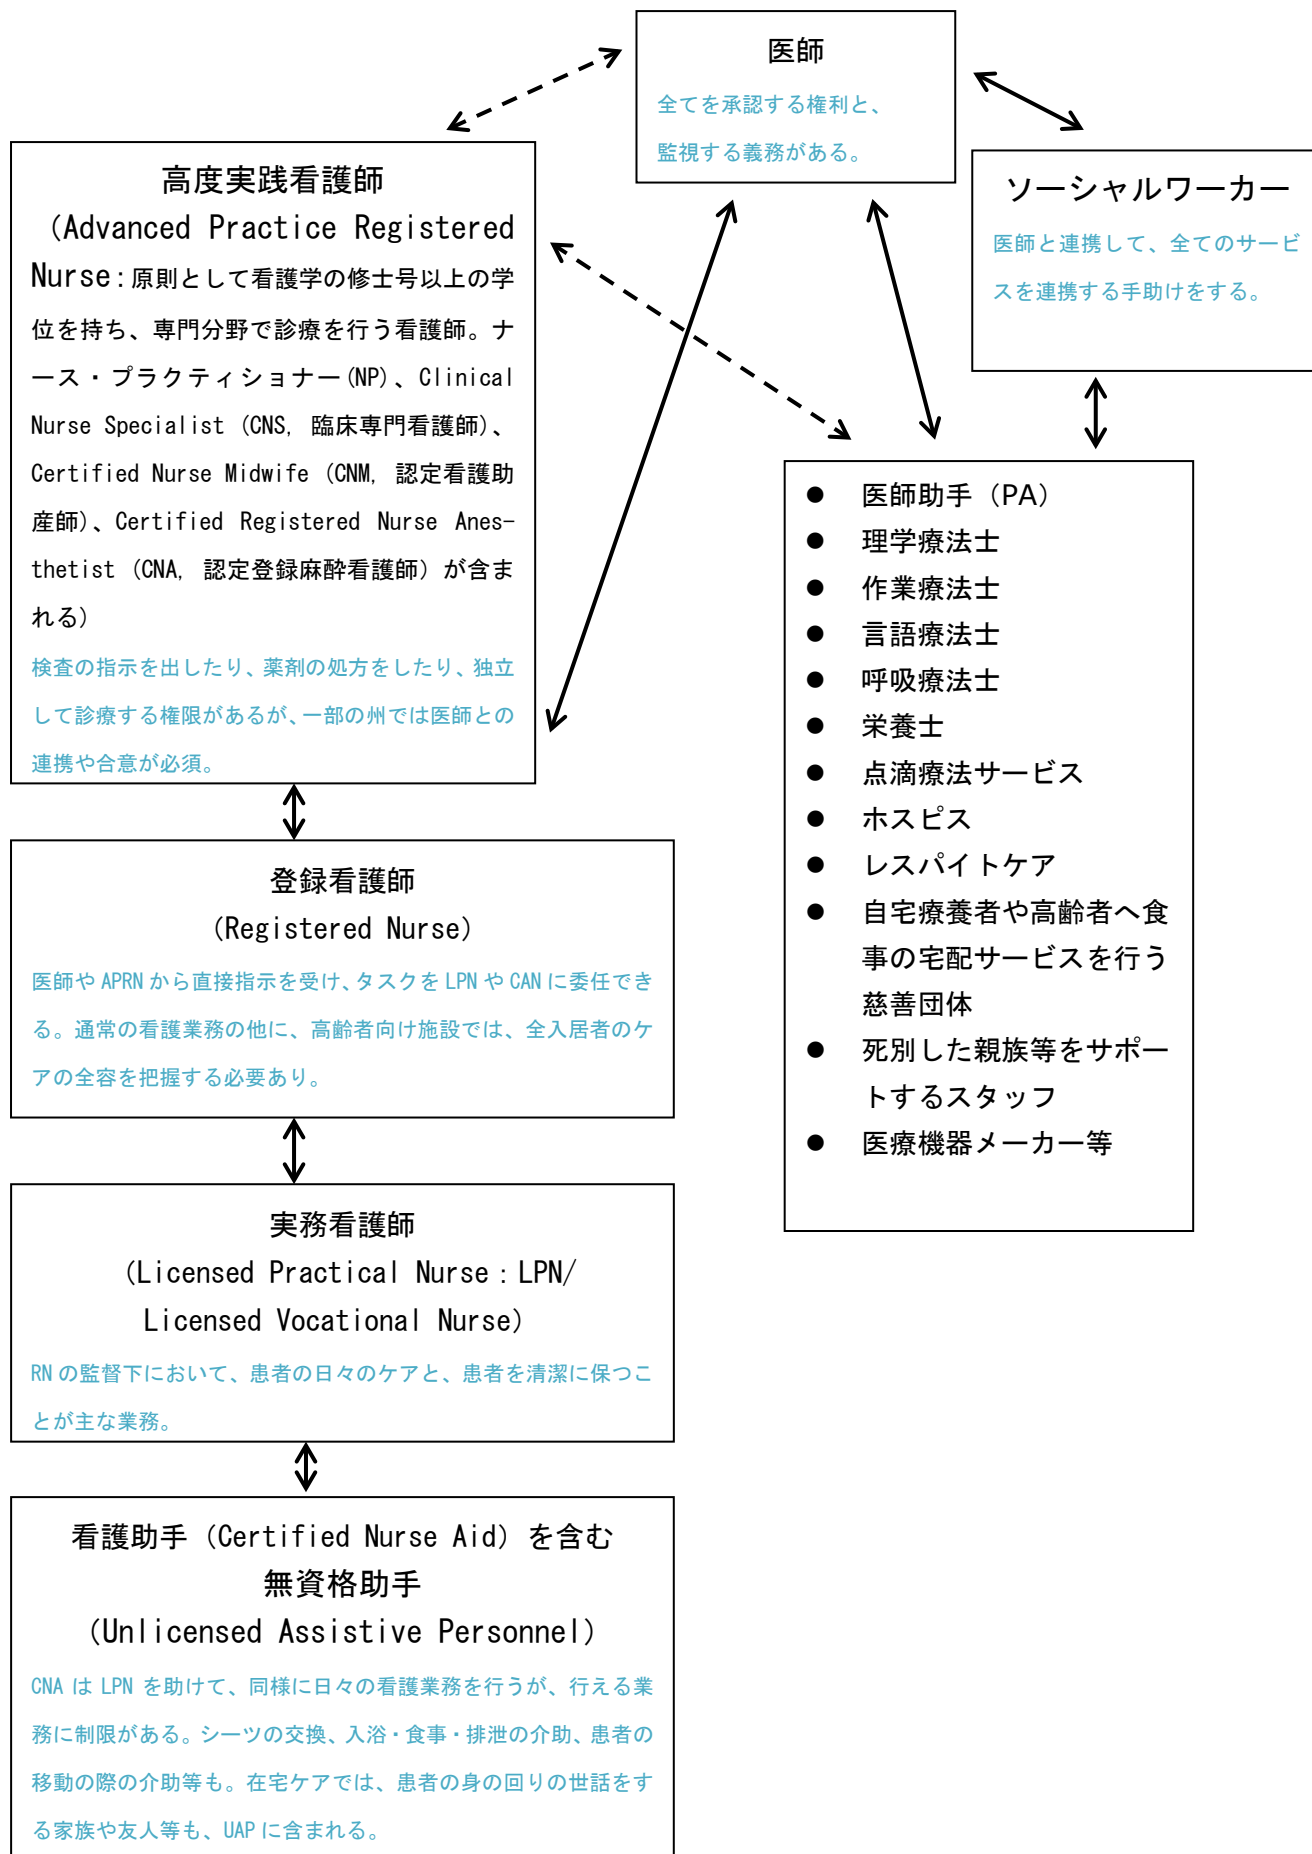 医師
全てを承認する権利と、
監視する義務がある。
高度実践看護師
（Advanced Practice Registered
Nurse：原則として看護学の修士号以上の学
位を持ち、専門分野で診療を行う看護師。ナ
ース・プラクティショナー(NP)、Clinical
Nurse Specialist（CNS, 臨床専門看護師）、
Certified Nurse Midwife（CNM, 認定看護助
産師）、Certified Registered Nurse Anes-
thetist（CNA, 認定登録麻酔看護師）が含ま
れる）
検査の指示を出したり、薬剤の処方をしたり、独立
して診療する権限があるが、一部の州では医師との
連携や合意が必須。
ソーシャルワーカー
医師と連携して、全てのサービ
スを連携する手助けをする。
● 医師助手（PA）
● 理学療法士
● 作業療法士
● 言語療法士
● 呼吸療法士
● 栄養士
● 点滴療法サービス
● ホスピス
● レスパイトケア
● 自宅療養者や高齢者へ食
事の宅配サービスを行う
慈善団体
● 死別した親族等をサポー
トするスタッフ
● 医療機器メーカー等
登録看護師
（Registered Nurse）
医師や APRN から直接指示を受け、タスクを LPN や CAN に委任でき
る。通常の看護業務の他に、高齢者向け施設では、全入居者のケ
アの全容を把握する必要あり。
実務看護師
（Licensed Practical Nurse：LPN/
Licensed Vocational Nurse）
RN の監督下において、患者の日々のケアと、患者を清潔に保つこ
とが主な業務。
看護助手（Certified Nurse Aid）を含む
無資格助手
（Unlicensed Assistive Personnel）
CNA は LPN を助けて、同様に日々の看護業務を行うが、行える業
務に制限がある。シーツの交換、入浴・食事・排泄の介助、患者の
移動の際の介助等も。在宅ケアでは、患者の身の回りの世話をす
る家族や友人等も、UAP に含まれる。